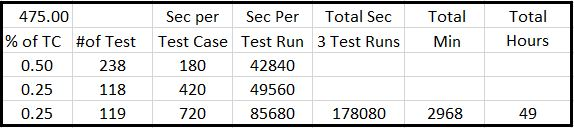 475.00 Sec per Sec Per Total Sec Total Total
% of TC #of Test Test Case Test Run 3 Test Runs Min Hours
0.50 238 180 42840
0.25 118 420 49560
0.25 119 720 85680 178080 2968 49